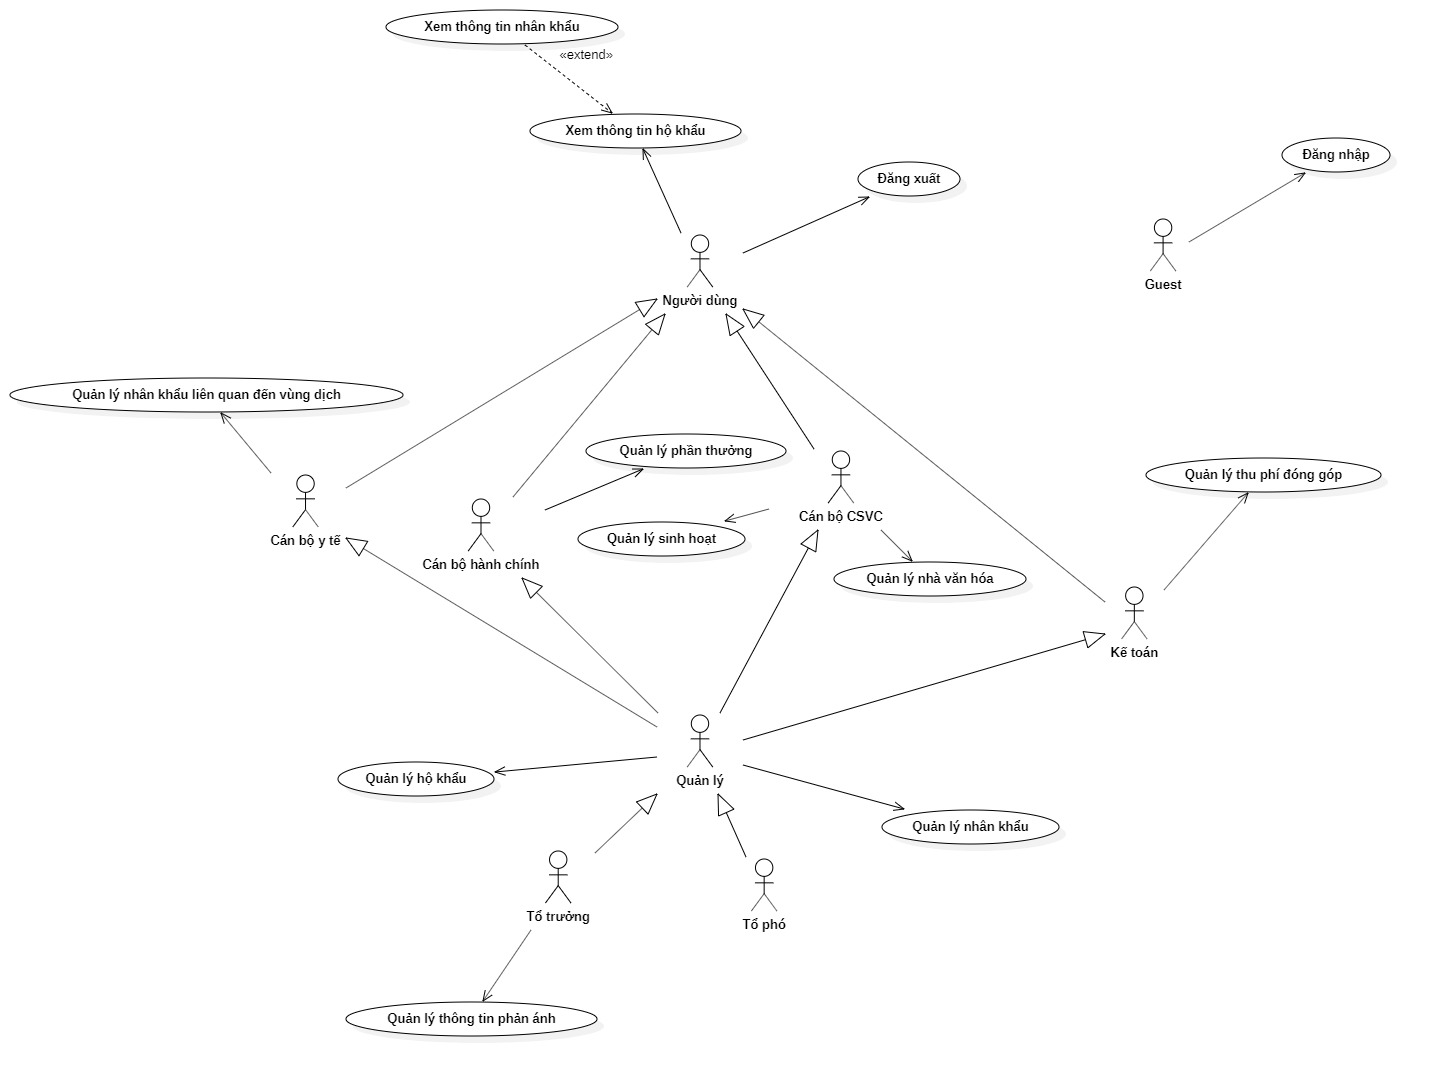 Xem thông tin nhân khẩu
«extend»
Xem thông tin hộ khẩu
Đăng nhập
Đăng xuất
Guest
Người dùng
Quản lý nhân khẩu liên quan đến vùng dịch
Quản lý phần thưởng
Quản lý thu phí đóng góp
Cán bộ CSVC
Cán bộ y tế
Quản lý sinh hoạt
Cán bộ hành chính
Quản lý nhà văn hóa
Kế toán
Quản lý hộ khẩu
Quản lý
Quản lý nhân khẩu
Tổ trưởng
Tổ phó
Quản lý thông tin phản ánh